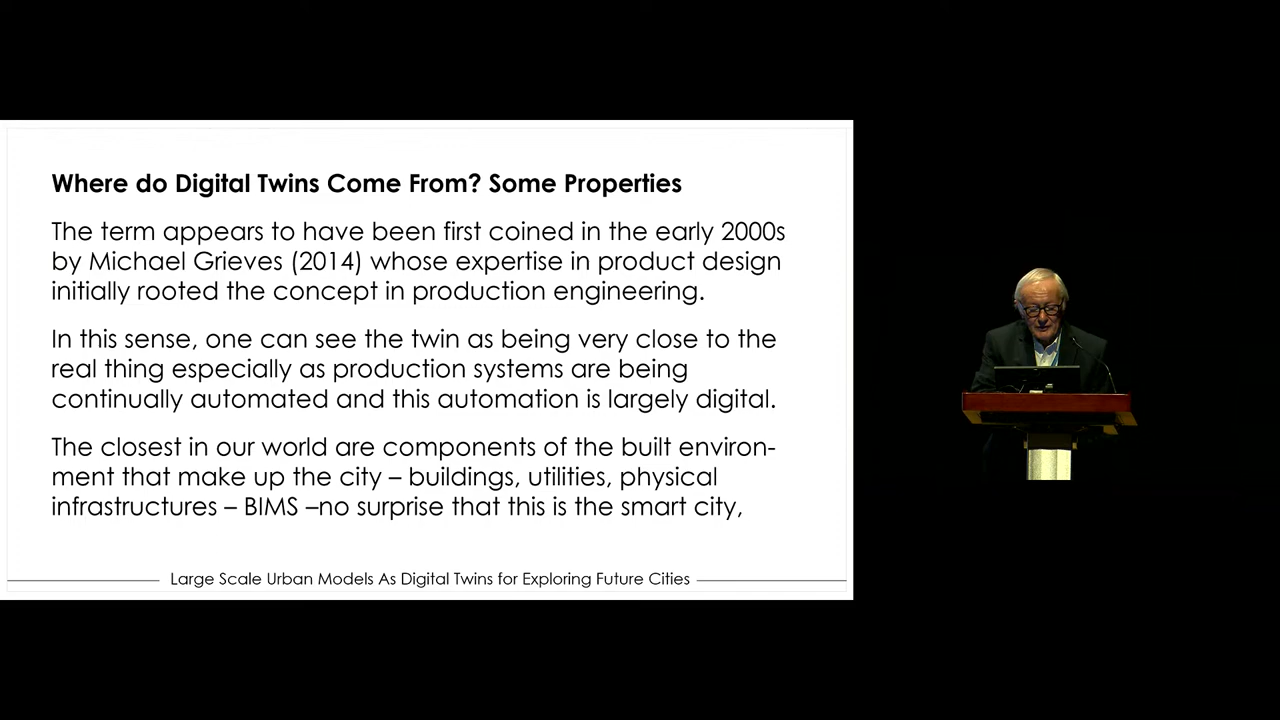 Where do Digital Twins Come From? Some Properties
The term appears to have been first coined in the early 2000s
by Michael Grieves (2014) whose expertise in product design
initially rooted the concept in production engineering.
In this sense, one can see the twin as being very close to the
real thing especially as production systems are being
continually automated and this automation is largely digital.
The closest in our world are components of the built environ-
ment that make up the city – buildings, utilities, physical
infrastructures – BIMS –no surprise that this is the smart city,
Large Scale Urban Models As Digital Twins for Exploring Future Cities